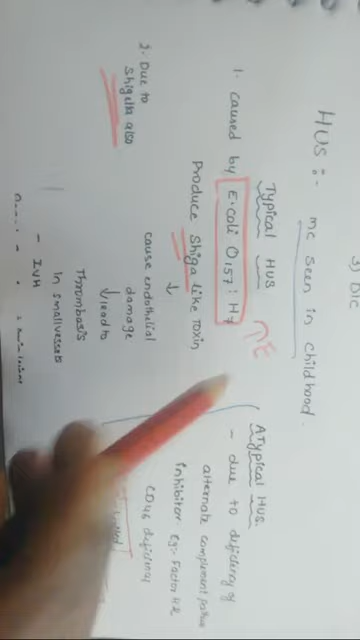 3) DIC
HUS :- mc seen in childhood.
Typical HUS
1. caused by E.coli O157 : H7
Produce Shiga like Toxin
↓
cause endothelial
damage
↓ lead to
Thrombosis
In small vessels
- IVH
2. Due to
Shigella also
ATypical HUS.
- due to deficiency of
alternate complement
inhibitor Eg:- Factor H &
CD46 deficiency